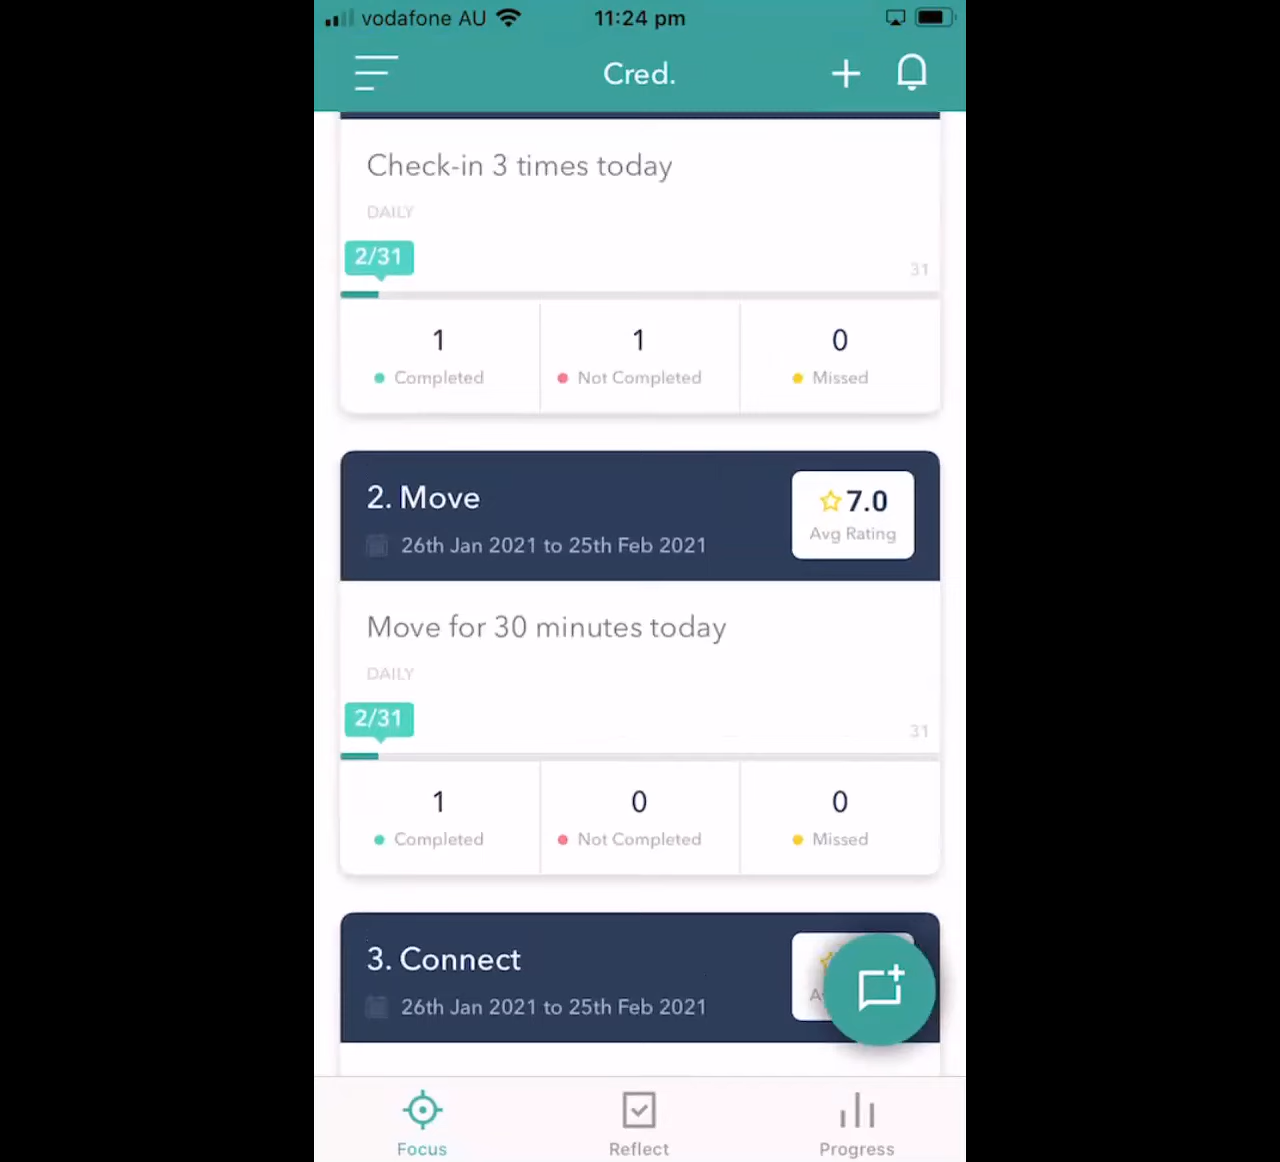 vodafone AU 11:24 pm
Cred.
Check-in 3 times today
DAILY
2/31
31
1 1 0
Completed Not Completed Missed
2. Move
7.0
26th Jan 2021 to 25th Feb 2021
Avg Rating
Move for 30 minutes today
DAILY
2/31
31
1 0 0
Completed Not Completed Missed
3. Connect
26th Jan 2021 to 25th Feb 2021
Focus Reflect Progress